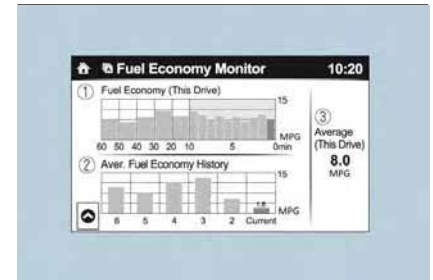 Fuel Economy Monitor 10:20
① Fuel Economy (This Drive)
15
MPG
60 50 40 30 20 10 5 0min
② Aver. Fuel Economy History
15
1.8
MPG
6 5 4 3 2 Current
③
Average
(This Drive)
8.0
MPG